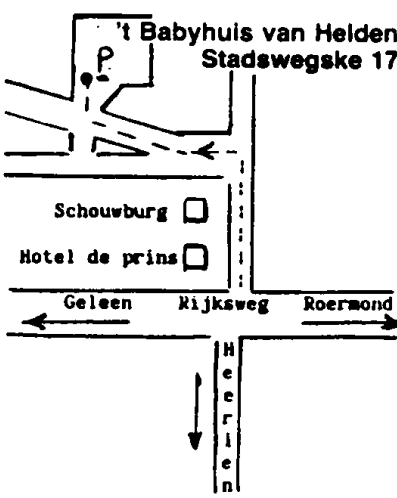 't Babyhuis van Helden
Stadswegske 17
P
Schouwburg
Hotel de prins
Geleen Rijksweg Roermond
Heerlen